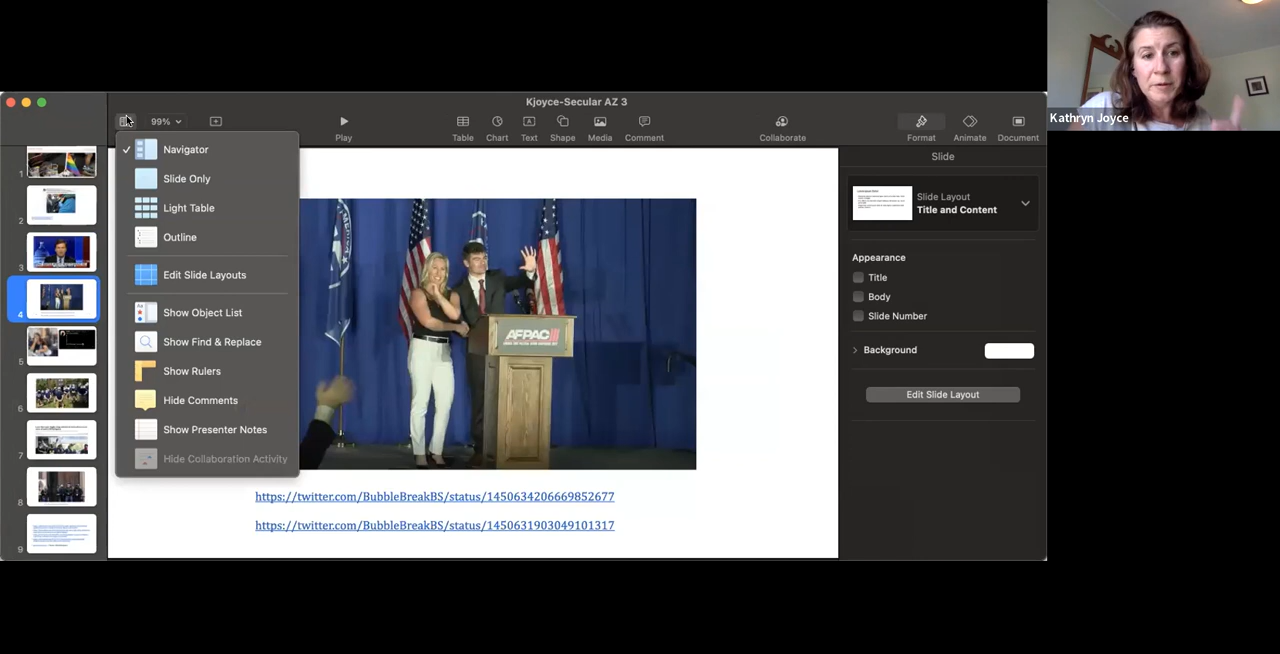 Kjoyce-Secular AZ 3
99%
Play
Table
Chart
Text
Shape
Media
Comment
Collaborate
Format
Animate
Document
Navigator
Slide Only
Light Table
Outline
Edit Slide Layouts
Show Object List
Show Find & Replace
Show Rulers
Hide Comments
Show Presenter Notes
Hide Collaboration Activity
1
2
3
4
5
6
7
8
9
AFPAC
https://twitter.com/BubbleBreakBS/status/1450634206669852677
https://twitter.com/BubbleBreakBS/status/1450631903049101317
Slide
Slide Layout
Title and Content
Appearance
Title
Body
Slide Number
Background
Edit Slide Layout
Kathryn Joyce